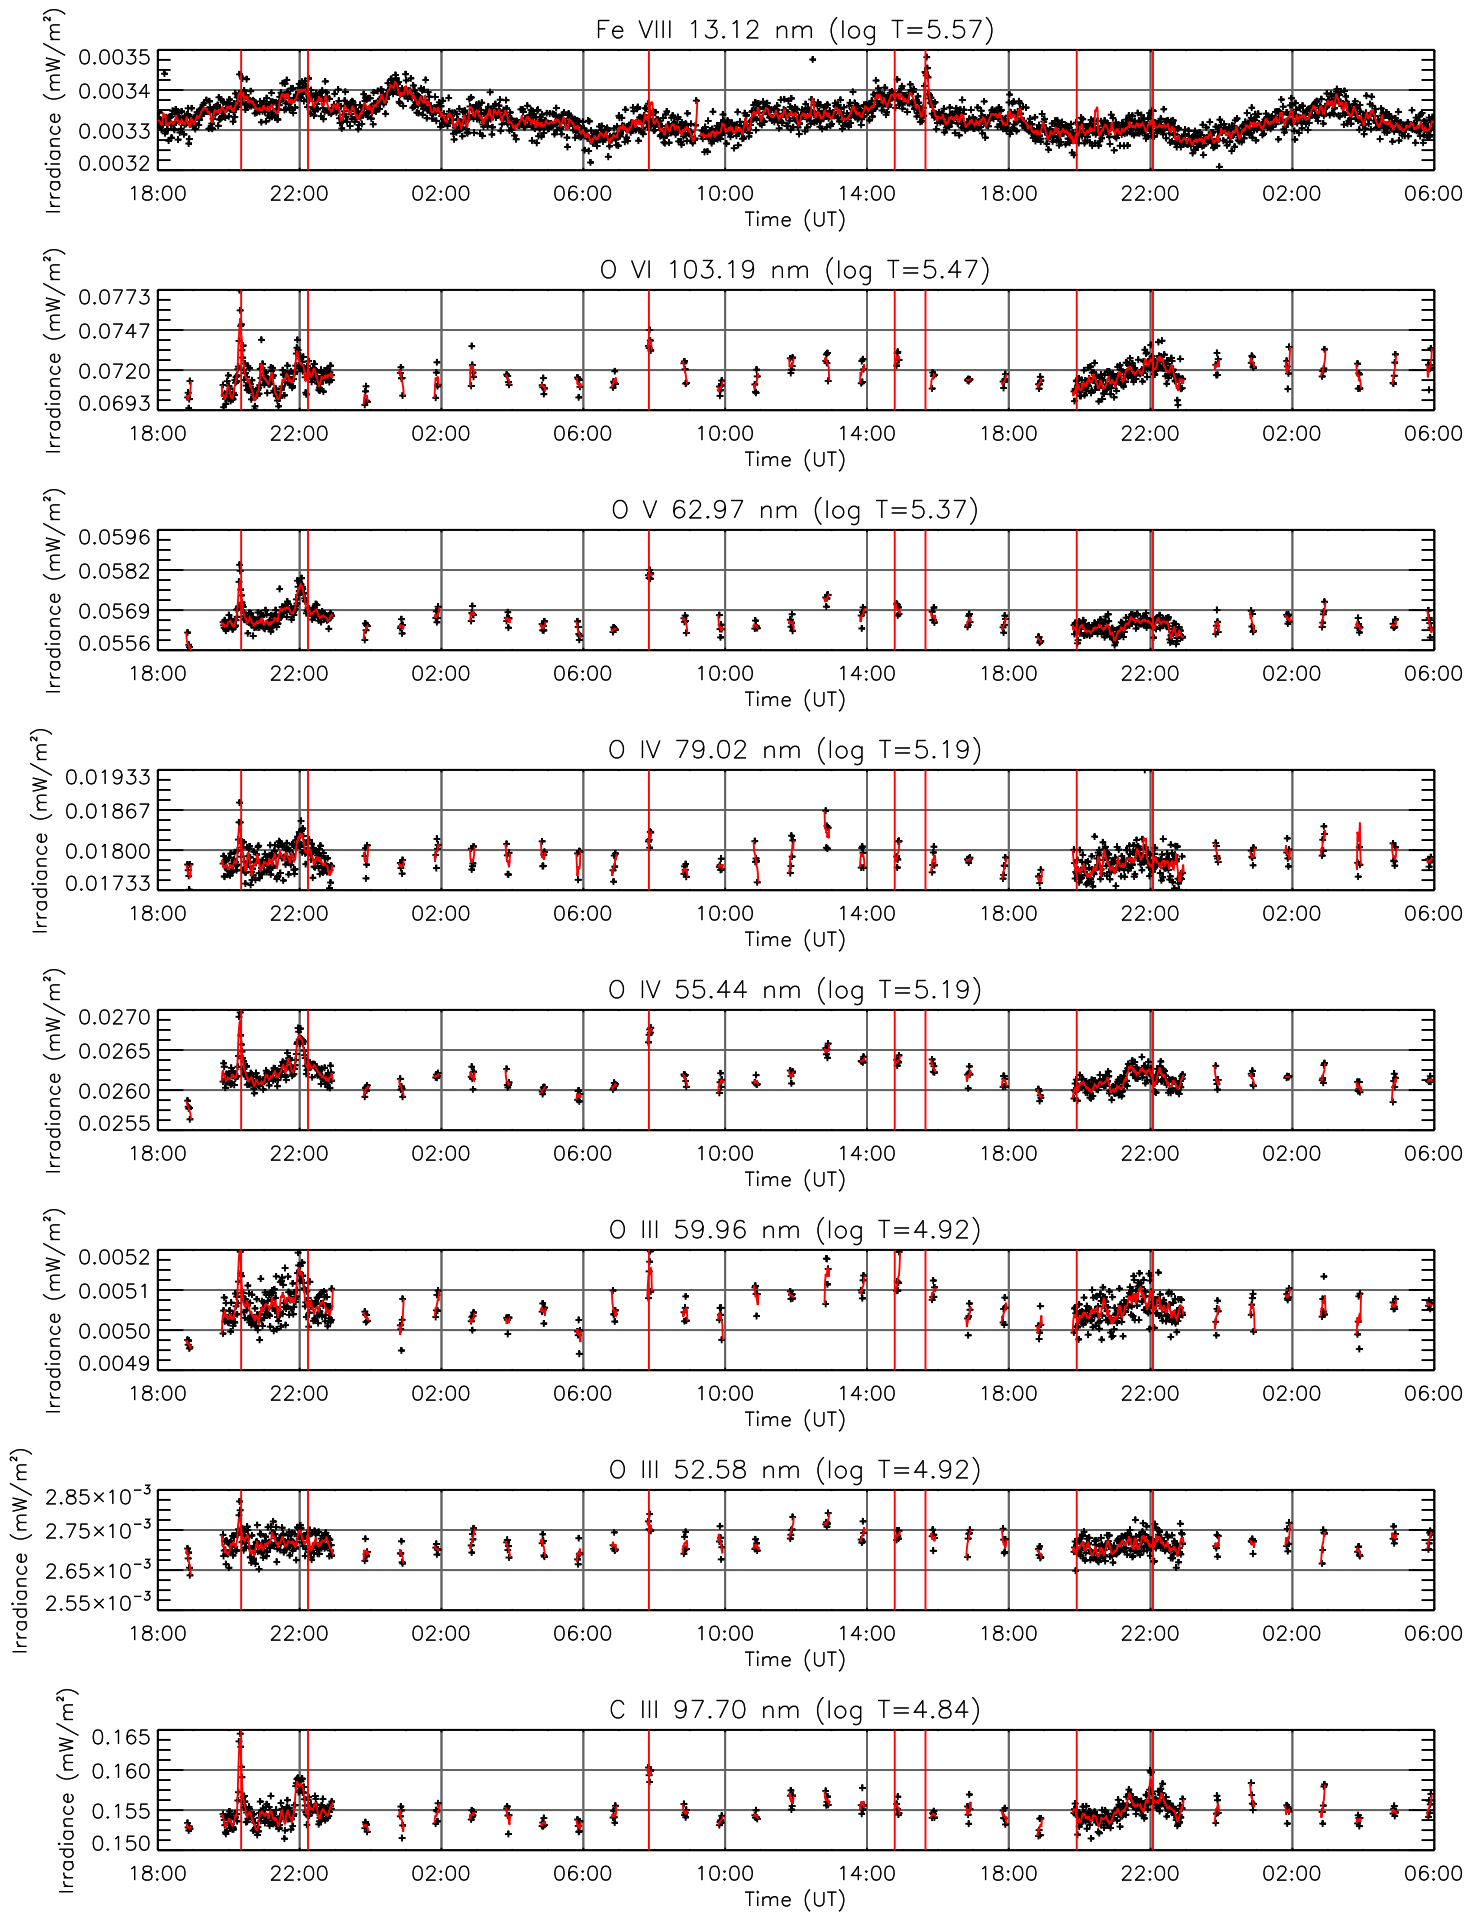 Fe VIII 13.12 nm (log T=5.57)
Irradiance (mW/m²)
0.0035
0.0034
0.0033
0.0032
18:00 22:00 02:00 06:00 10:00 14:00 18:00 22:00 02:00 06:00
Time (UT)
O VI 103.19 nm (log T=5.47)
Irradiance (mW/m²)
0.0773
0.0747
0.0720
0.0693
18:00 22:00 02:00 06:00 10:00 14:00 18:00 22:00 02:00 06:00
Time (UT)
O V 62.97 nm (log T=5.37)
Irradiance (mW/m²)
0.0596
0.0582
0.0569
0.0556
18:00 22:00 02:00 06:00 10:00 14:00 18:00 22:00 02:00 06:00
Time (UT)
O IV 79.02 nm (log T=5.19)
Irradiance (mW/m²)
0.01933
0.01867
0.01800
0.01733
18:00 22:00 02:00 06:00 10:00 14:00 18:00 22:00 02:00 06:00
Time (UT)
O IV 55.44 nm (log T=5.19)
Irradiance (mW/m²)
0.0270
0.0265
0.0260
0.0255
18:00 22:00 02:00 06:00 10:00 14:00 18:00 22:00 02:00 06:00
Time (UT)
O III 59.96 nm (log T=4.92)
Irradiance (mW/m²)
0.0052
0.0051
0.0050
0.0049
18:00 22:00 02:00 06:00 10:00 14:00 18:00 22:00 02:00 06:00
Time (UT)
O III 52.58 nm (log T=4.92)
Irradiance (mW/m²)
2.85×10⁻³
2.75×10⁻³
2.65×10⁻³
2.55×10⁻³
18:00 22:00 02:00 06:00 10:00 14:00 18:00 22:00 02:00 06:00
Time (UT)
C III 97.70 nm (log T=4.84)
Irradiance (mW/m²)
0.165
0.160
0.155
0.150
18:00 22:00 02:00 06:00 10:00 14:00 18:00 22:00 02:00 06:00
Time (UT)